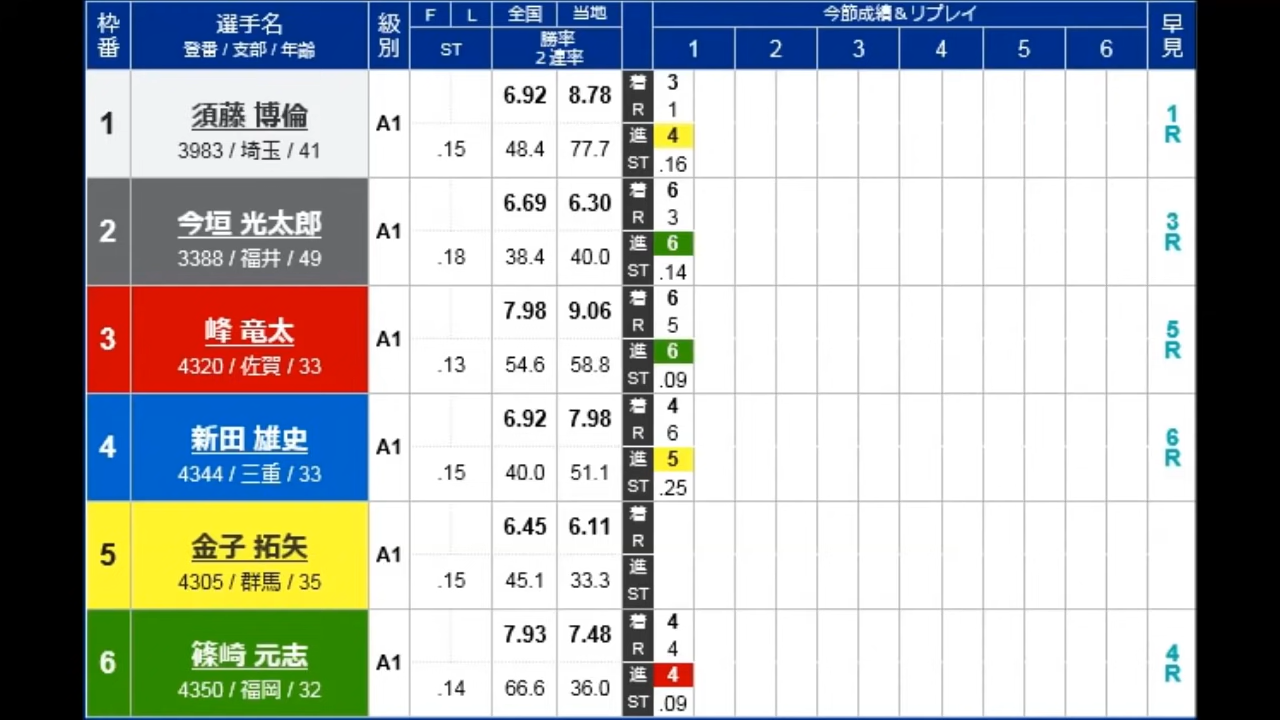 枠番 選手名 級別 F L 全国 当地 今節成績＆リプレイ 早見
登番 / 支部 / 年齢 ST 勝率 1 2 3 4 5 6
２連率
1 須藤 博倫 A1 6.92 8.78 着 3 1R
3983 / 埼玉 / 41 .15 48.4 77.7 R 1
進 4
ST .16
2 今垣 光太郎 A1 6.69 6.30 着 6 3R
3388 / 福井 / 49 .18 38.4 40.0 R 3
進 6
ST .14
3 峰 竜太 A1 7.98 9.06 着 6 5R
4320 / 佐賀 / 33 .13 54.6 58.8 R 5
進 6
ST .09
4 新田 雄史 A1 6.92 7.98 着 4 6R
4344 / 三重 / 33 .15 40.0 51.1 R 6
進 5
ST .25
5 金子 拓矢 A1 6.45 6.11 着
4305 / 群馬 / 35 .15 45.1 33.3 R
進
ST
6 篠崎 元志 A1 7.93 7.48 着 4 4R
4350 / 福岡 / 32 .14 66.6 36.0 R 4
進 4
ST .09